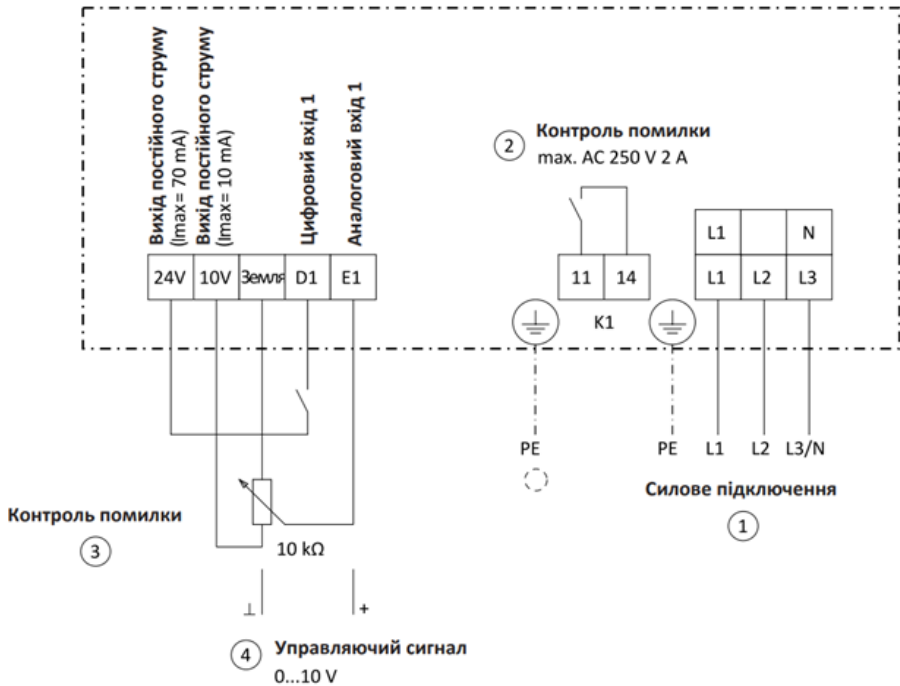 Вихід постійного струму
(Imax= 70 mA)
Вихід постійного струму
(Imax= 10 mA)
Цифровий вхід 1
Аналоговий вхід 1
24V 10V Земля D1 E1
2 Контроль помилки
max. AC 250 V 2 A
11 14
K1
L1 N
L1 L2 L3
PE PE L1 L2 L3/N
Силове підключення
1
Контроль помилки
3
10 kΩ
⊥ +
4 Управляючий сигнал
0...10 V